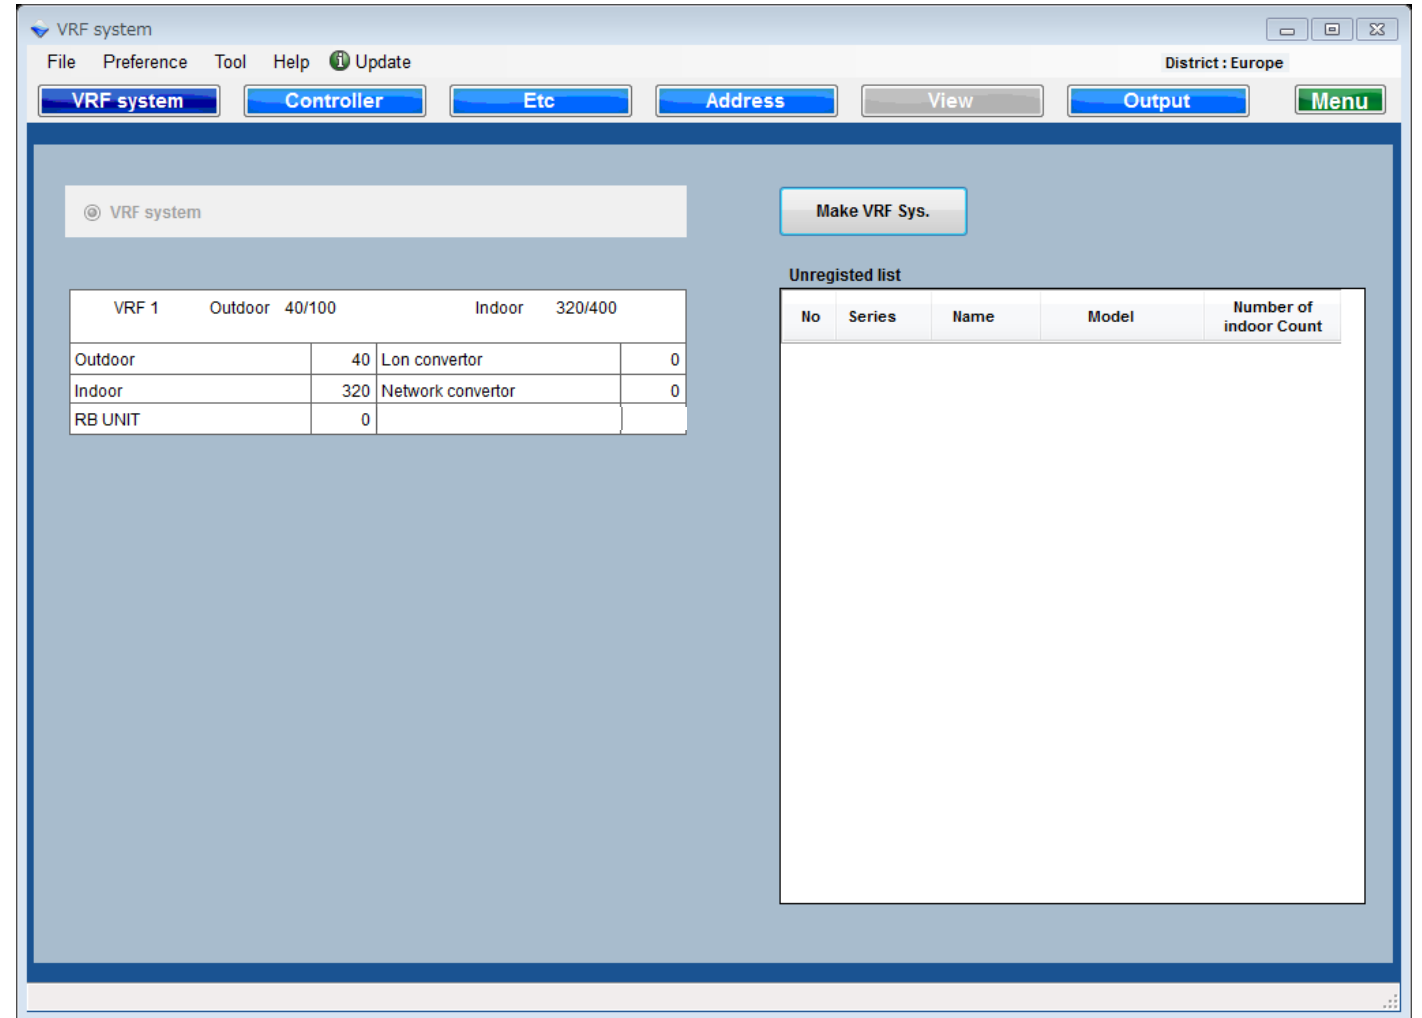 VRF system
File Preference Tool Help Update District : Europe
VRF system Controller Etc Address View Output Menu
VRF system
Make VRF Sys.
Unregisted list
VRF 1 Outdoor 40/100 Indoor 320/400
Outdoor 40 Lon convertor 0
Indoor 320 Network convertor 0
RB UNIT 0
No Series Name Model Number of
indoor Count